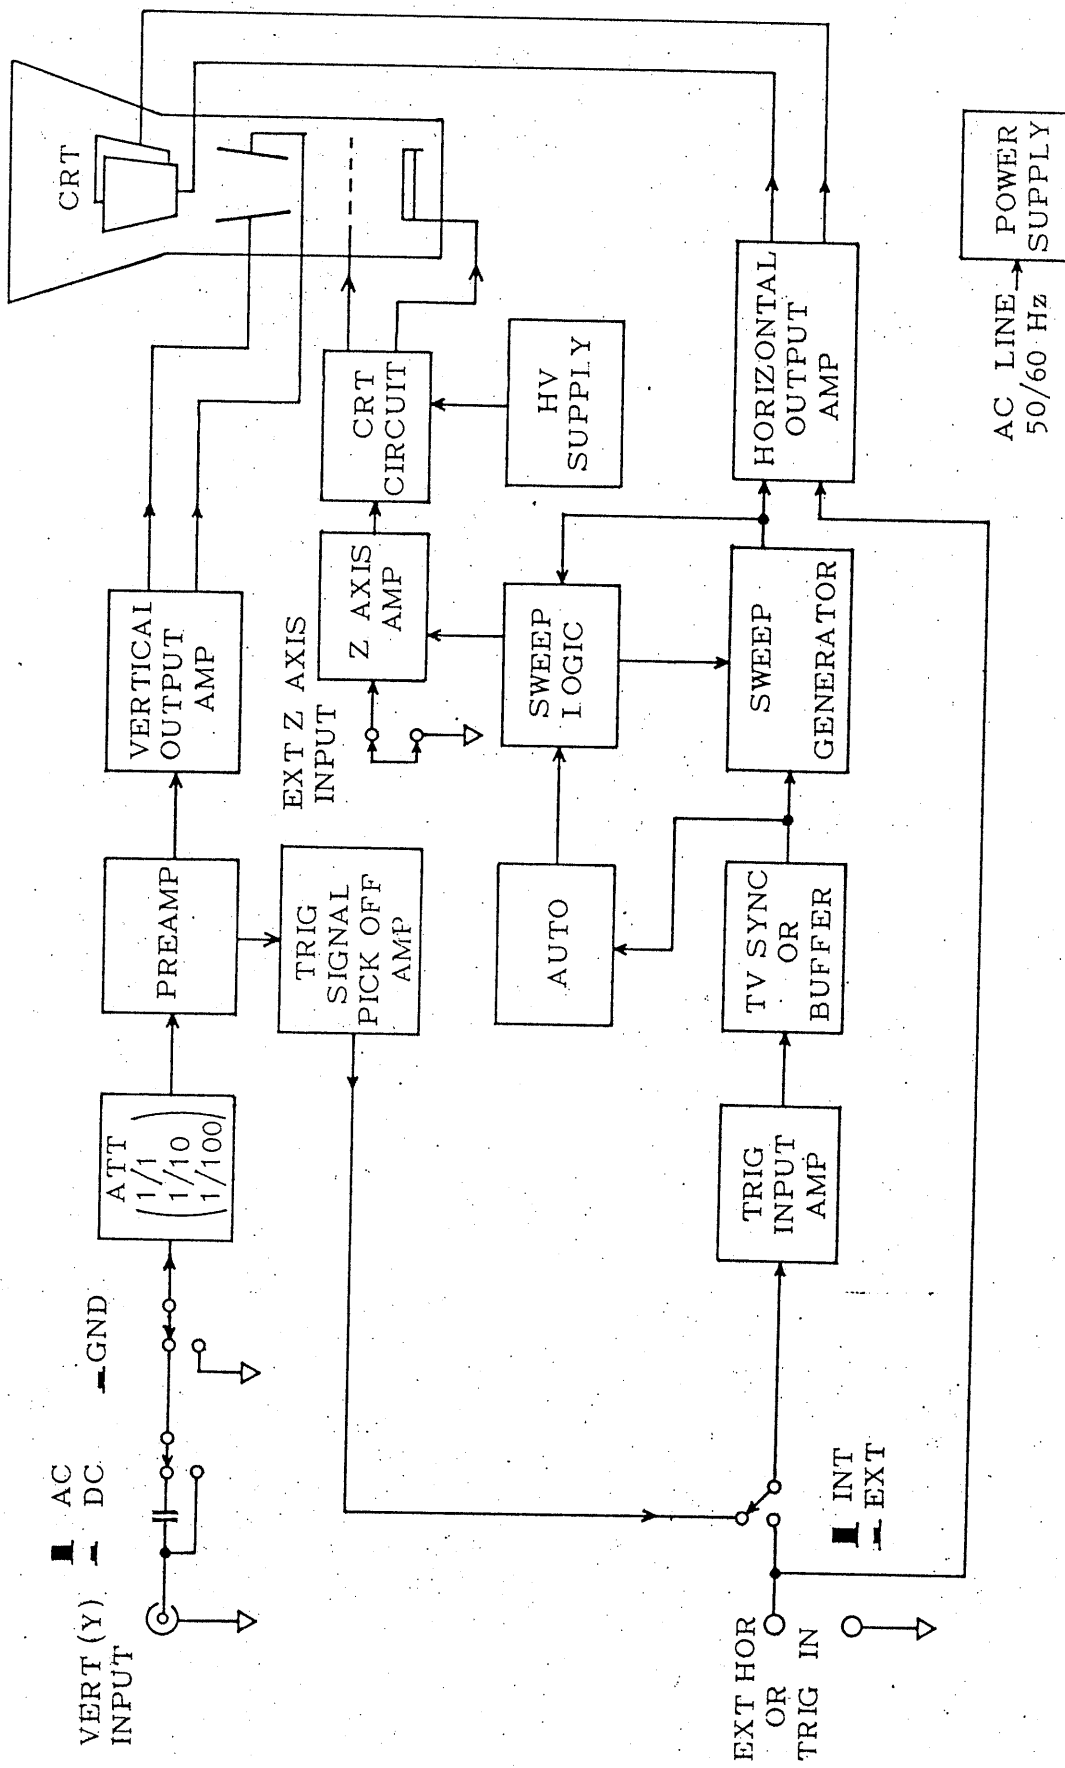 VERT (Y)
INPUT
AC
DC
GND
ATT
1/1
1/10
1/100
PREAMP
VERTICAL
OUTPUT
AMP
CRT
TRIG
SIGNAL
PICK OFF
AMP
EXT Z AXIS
INPUT
Z AXIS
AMP
CRT
CIRCUIT
HV
SUPPLY
AUTO
SWEEP
LOGIC
EXT HOR
OR
TRIG IN
INT
EXT
TRIG
INPUT
AMP
TV SYNC
OR
BUFFER
SWEEP
GENERATOR
HORIZONTAL
OUTPUT
AMP
AC LINE
50/60 Hz
POWER
SUPPLY